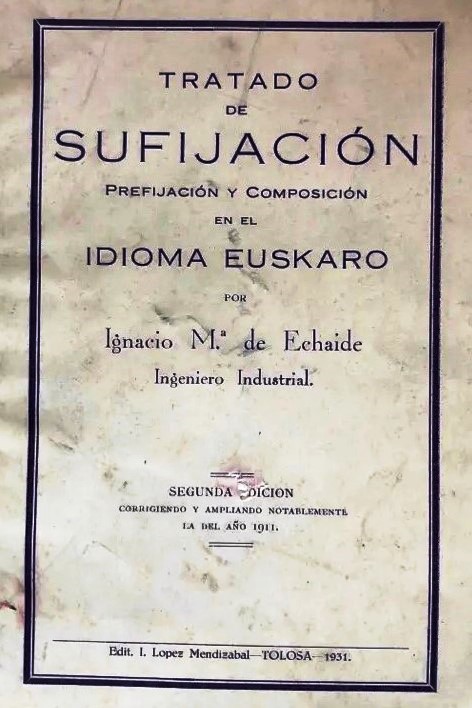 TRATADO
DE
SUFIJACIÓN
PREFIJACIÓN Y COMPOSICIÓN
EN EL
IDIOMA EUSKARO
POR
Ignacio M.ª de Echaide
Ingeniero Industrial.
SEGUNDA EDICION
CORRIGIENDO Y AMPLIANDO NOTABLEMENTE
LA DEL AÑO 1911.
Edit. I. Lopez Mendizabal—TOLOSA—1931.